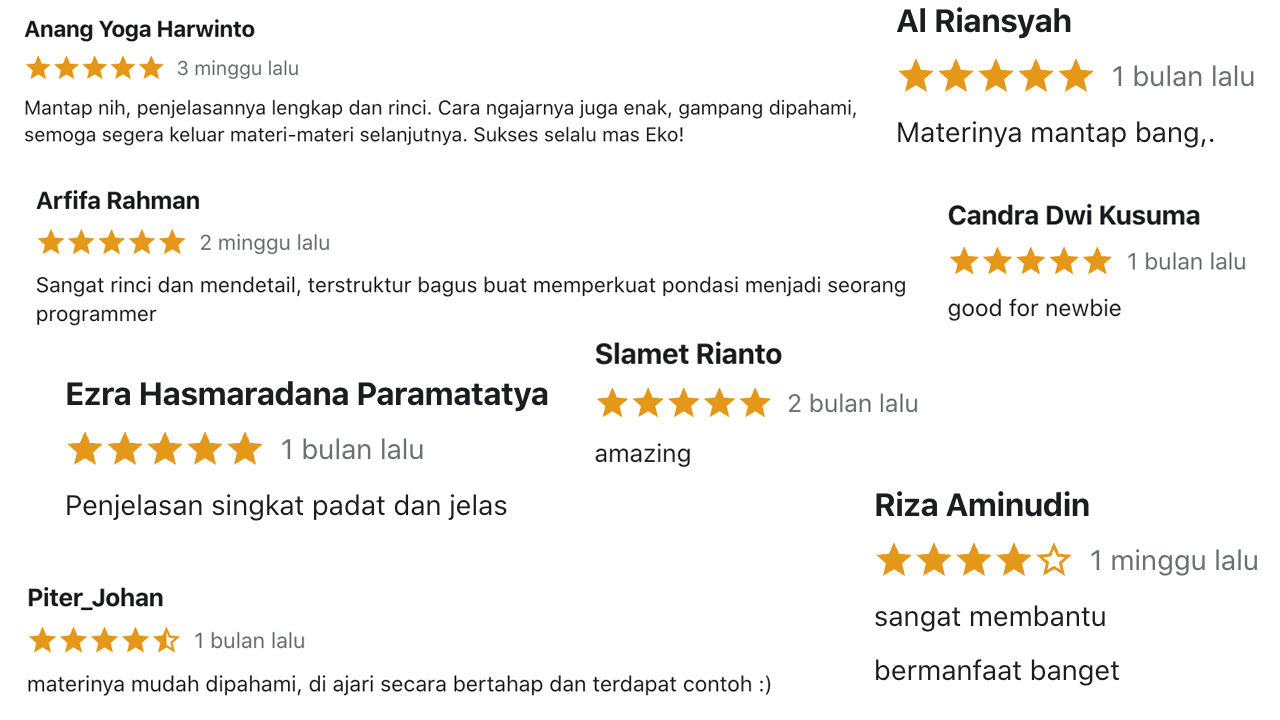 Anang Yoga Harwinto
3 minggu lalu
Mantap nih, penjelasannya lengkap dan rinci. Cara ngajarnya juga enak, gampang dipahami,
semoga segera keluar materi-materi selanjutnya. Sukses selalu mas Eko!
Al Riansyah
1 bulan lalu
Materinya mantap bang,.
Arfifa Rahman
2 minggu lalu
Sangat rinci dan mendetail, terstruktur bagus buat memperkuat pondasi menjadi seorang
programmer
Candra Dwi Kusuma
1 bulan lalu
good for newbie
Slamet Rianto
2 bulan lalu
amazing
Ezra Hasmaradana Paramatatya
1 bulan lalu
Penjelasan singkat padat dan jelas
Riza Aminudin
1 minggu lalu
sangat membantu
bermanfaat banget
Piter_Johan
1 bulan lalu
materinya mudah dipahami, di ajari secara bertahap dan terdapat contoh :)